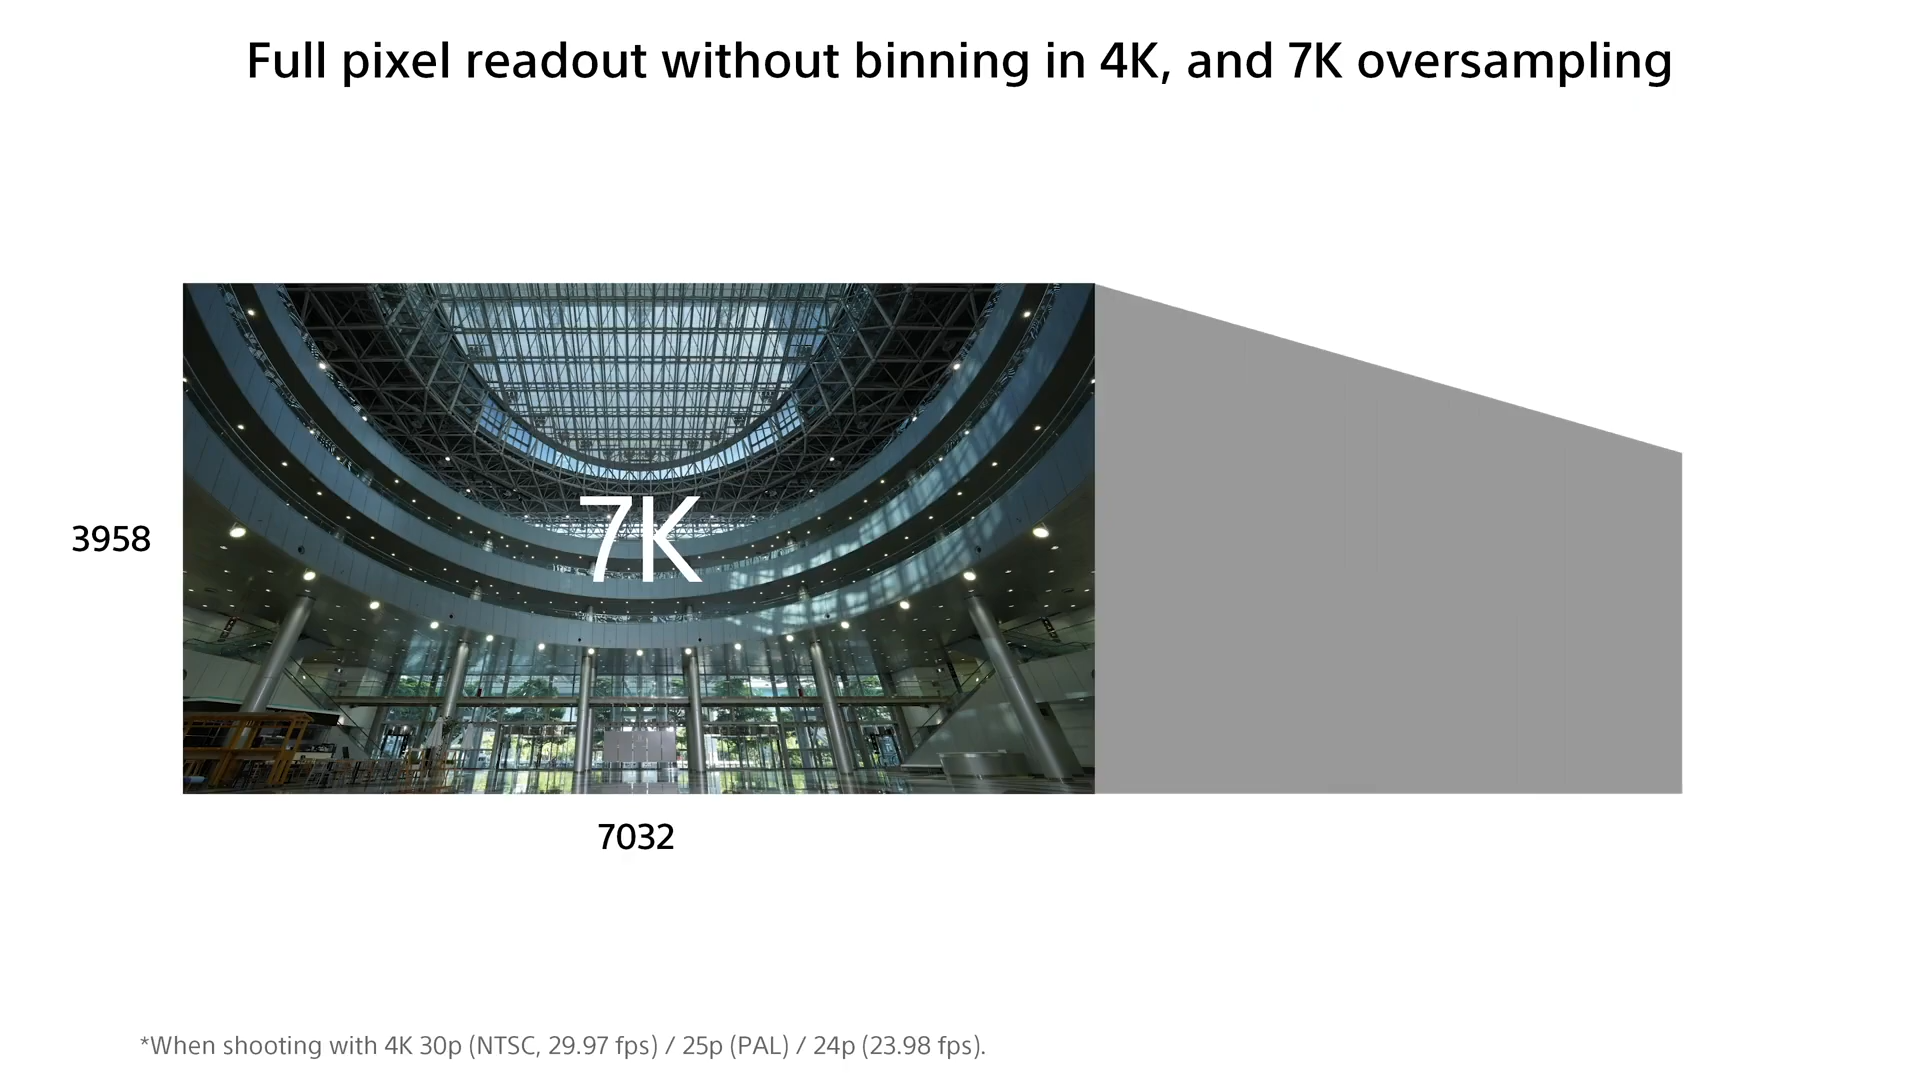 Full pixel readout without binning in 4K, and 7K oversampling
7K
3958
7032
*When shooting with 4K 30p (NTSC, 29.97 fps) / 25p (PAL) / 24p (23.98 fps).